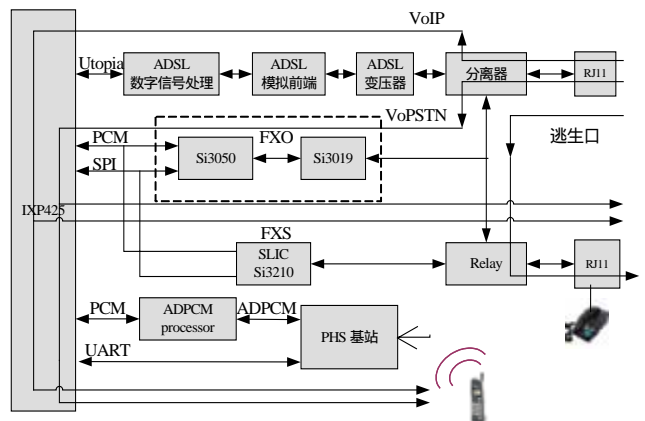 VoIP
Utopia
ADSL
数字信号处理
ADSL
模拟前端
ADSL
变压器
分离器
RJ11
VoPSTN
逃生口
PCM
FXO
Si3050
Si3019
SPI
IXP425
FXS
SLIC
Si3210
Relay
RJ11
PCM
ADPCM
processor
ADPCM
PHS 基站
UART